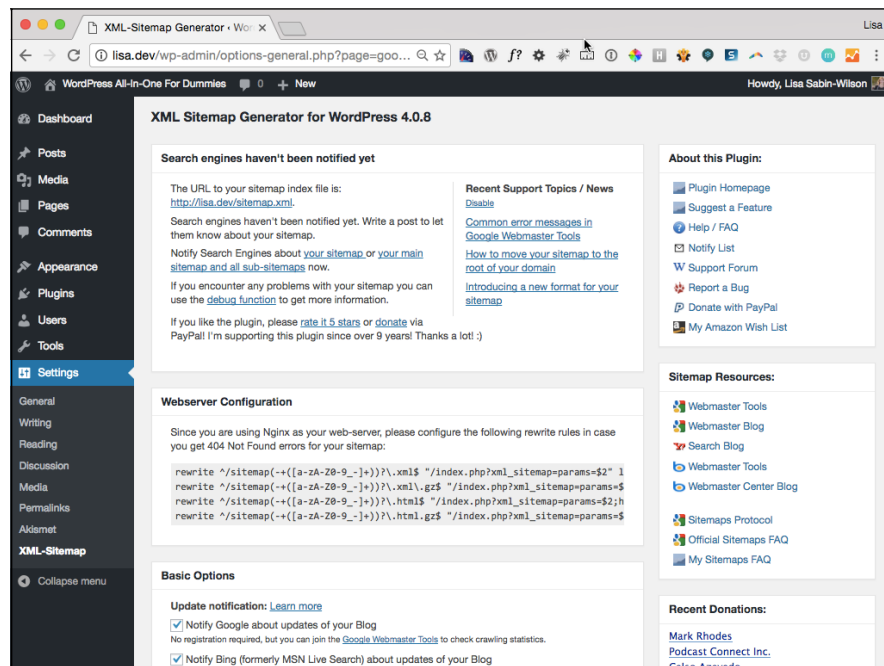 XML-Sitemap Generator ‹ Wor
Lisa
lisa.dev/wp-admin/options-general.php?page=goo...
WordPress All-In-One For Dummies 0 + New
Howdy, Lisa Sabin-Wilson
Dashboard
Posts
Media
Pages
Comments
Appearance
Plugins
Users
Tools
Settings
General
Writing
Reading
Discussion
Media
Permalinks
Akismet
XML-Sitemap
Collapse menu
XML Sitemap Generator for WordPress 4.0.8
Search engines haven't been notified yet
The URL to your sitemap index file is:
http://lisa.dev/sitemap.xml.
Search engines haven't been notified yet. Write a post to let
them know about your sitemap.
Notify Search Engines about your sitemap or your main
sitemap and all sub-sitemaps now.
If you encounter any problems with your sitemap you can
use the debug function to get more information.
If you like the plugin, please rate it 5 stars or donate via
PayPal! I'm supporting this plugin since over 9 years! Thanks
a lot! :)
Recent Support Topics / News
Disable
Common error messages in
Google Webmaster Tools
How to move your sitemap to the
root of your domain
Introducing a new format for your
sitemap
Webserver Configuration
Since you are using Nginx as your web-server, please configure the following rewrite rules in case
you get 404 Not Found errors for your sitemap:
rewrite ^/sitemap(-+([a-zA-Z0-9_-]+))?\.xml$ "/index.php?xml_sitemap=params=$2" l
rewrite ^/sitemap(-+([a-zA-Z0-9_-]+))?\.xml\.gz$ "/index.php?xml_sitemap=params=$
rewrite ^/sitemap(-+([a-zA-Z0-9_-]+))?\.html$ "/index.php?xml_sitemap=params=$2;h
rewrite ^/sitemap(-+([a-zA-Z0-9_-]+))?\.html.gz$ "/index.php?xml_sitemap=params=$
Basic Options
Update notification: Learn more
Notify Google about updates of your Blog
No registration required, but you can join the Google Webmaster Tools to check crawling statistics.
Notify Bing (formerly MSN Live Search) about updates of your Blog
About this Plugin:
Plugin Homepage
Suggest a Feature
Help / FAQ
Notify List
Support Forum
Report a Bug
Donate with PayPal
My Amazon Wish List
Sitemap Resources:
Webmaster Tools
Webmaster Blog
Search Blog
Webmaster Tools
Webmaster Center Blog
Sitemaps Protocol
Official Sitemaps FAQ
My Sitemaps FAQ
Recent Donations:
Mark Rhodes
Podcast Connect Inc.